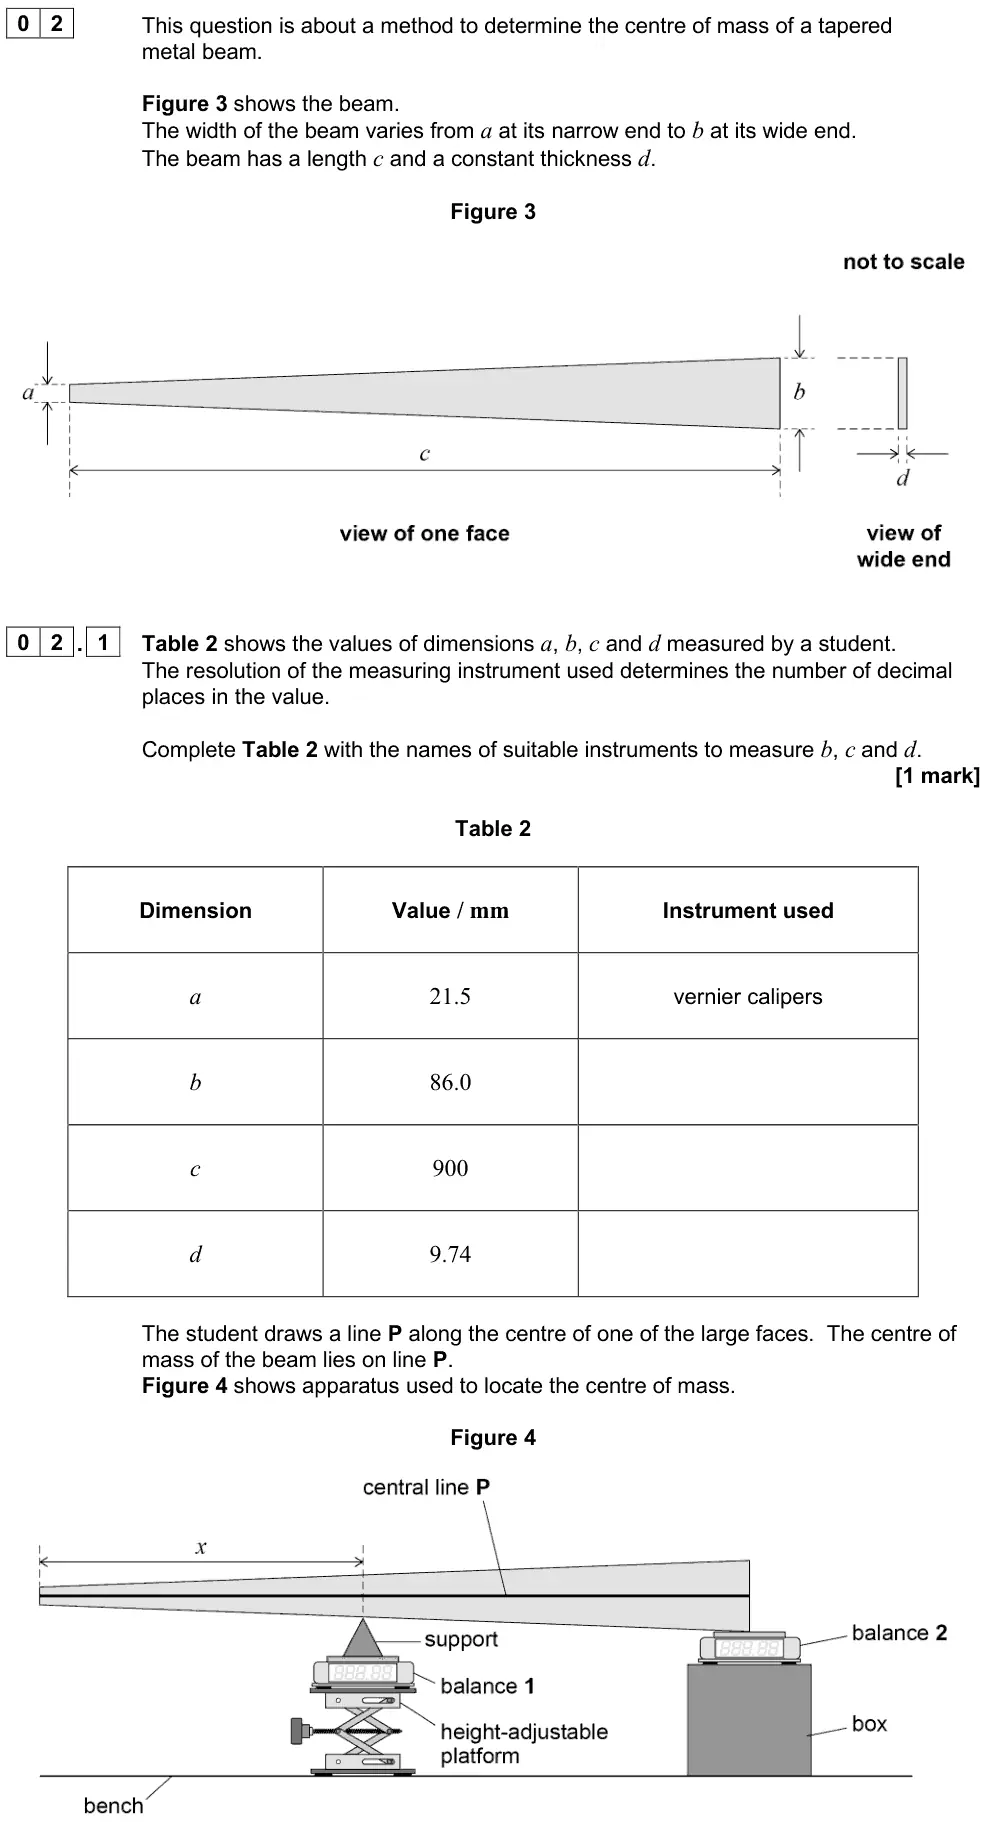 0 2 This question is about a method to determine the centre of mass of a tapered
metal beam.
Figure 3 shows the beam.
The width of the beam varies from a at its narrow end to b at its wide end.
The beam has a length c and a constant thickness d.
Figure 3
not to scale
a
b
c
d
view of one face
view of
wide end
0 2 . 1 Table 2 shows the values of dimensions a, b, c and d measured by a student.
The resolution of the measuring instrument used determines the number of decimal
places in the value.
Complete Table 2 with the names of suitable instruments to measure b, c and d.
[1 mark]
Table 2
Dimension Value / mm Instrument used
a 21.5 vernier calipers
b 86.0
c 900
d 9.74
The student draws a line P along the centre of one of the large faces. The centre of
mass of the beam lies on line P.
Figure 4 shows apparatus used to locate the centre of mass.
Figure 4
central line P
x
support
balance 2
balance 1
height-adjustable
platform
box
bench